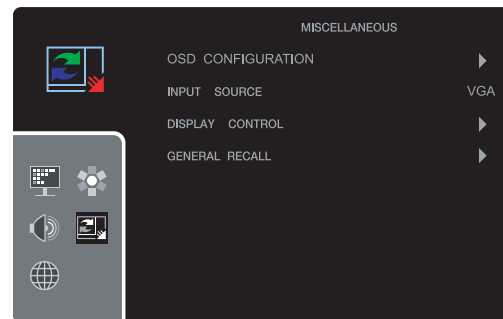 MISCELLANEOUS
OSD CONFIGURATION
INPUT SOURCE VGA
DISPLAY CONTROL
GENERAL RECALL